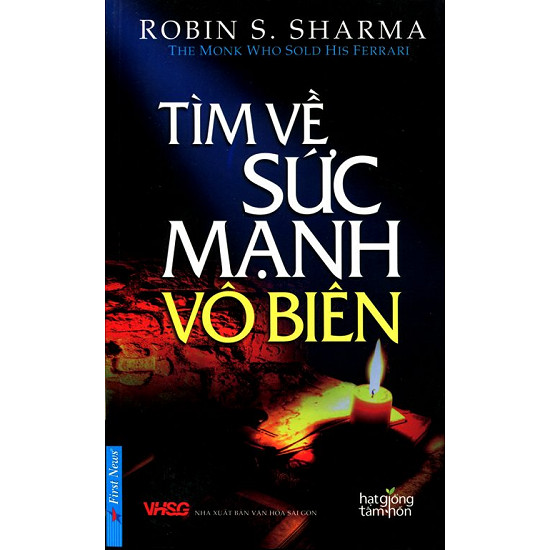 ROBIN S. SHARMA
THE MONK WHO SOLD HIS FERRARI
TÌM VỀ
SỨC
MẠNH
VÔ BIÊN
First News
VHSG NHÀ XUẤT BẢN VĂN HÓA SÀI GÒN
hạt giống
tâm hồn